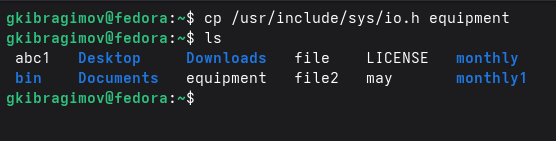 gkibragimov@fedora:~$ cp /usr/include/sys/io.h equipment
gkibragimov@fedora:~$ ls
abc1 Desktop Downloads file LICENSE monthly
bin Documents equipment file2 may monthly1
gkibragimov@fedora:~$